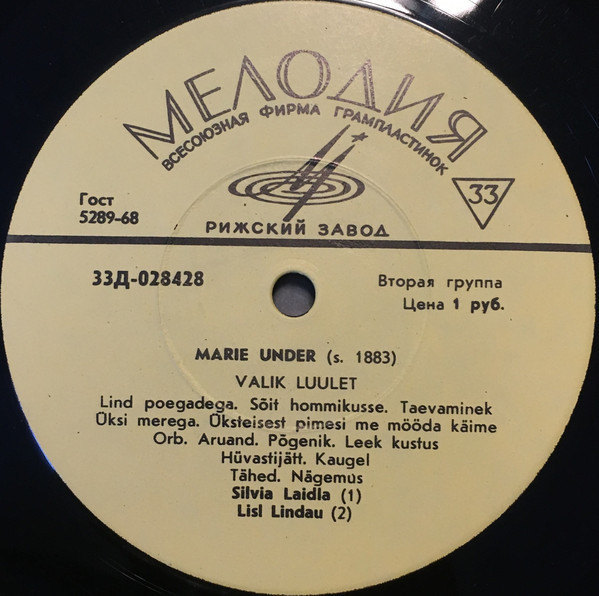 МЕЛОДИЯ
ВСЕСОЮЗНАЯ ФИРМА ГРАМПЛАСТИНОК
33
Гост
5289-68
РИЖСКИЙ ЗАВОД
33Д-028428
Вторая группа
Цена 1 руб.
MARIE UNDER (s. 1883)
VALIK LUULET
Lind poegadega. Sõit hommikusse. Taevaminek
Üksi merega. Üksteisest pimesi me mööda käime
Orb. Aruand. Põgenik. Leek kustus
Hüvastijätt. Kaugel
Tähed. Nägemus
Silvia Laidla (1)
Lisl Lindau (2)